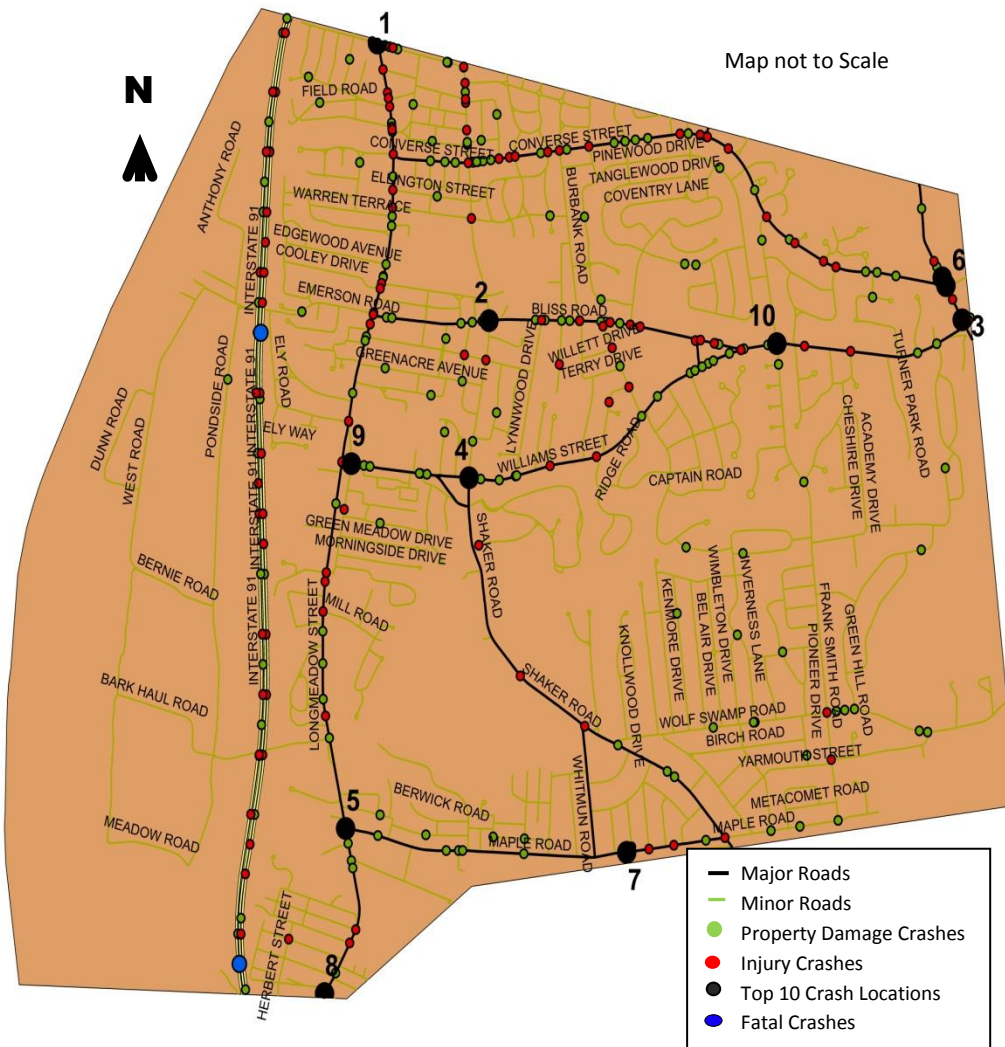 1
Map not to Scale
N
FIELD ROAD
CONVERSE STREET
CONVERSE STREET
PINEWOOD DRIVE
TANGLEWOOD DRIVE
COVENTRY LANE
ANTHONY ROAD
ELLINGTON STREET
BURBANK ROAD
WARREN TERRACE
EDGEWOOD AVENUE
COOLEY DRIVE
INTERSTATE 91
6
EMERSON ROAD
2
BLISS ROAD
10
3
WILLETT DRIVE
TERRY DRIVE
GREENACRE AVENUE
LYNNWOOD DRIVE
TURNER PARK ROAD
ELY ROAD
PONDSIDE ROAD
INTERSTATE 91
DUNN ROAD
WEST ROAD
ELY WAY
9
4
WILLIAMS STREET
RIDGE ROAD
CAPTAIN ROAD
CHESHIRE DRIVE
ACADEMY DRIVE
INTERSTATE 91
INTERSTATE 91
GREEN MEADOW DRIVE
MORNINGSIDE DRIVE
SHAKER ROAD
BERNIE ROAD
MILL ROAD
LONGMEADOW STREET
KENMORE DRIVE
BEL AIR DRIVE
WIMBLETON DRIVE
INVERNESS LANE
PIONEER DRIVE
FRANK SMITH ROAD
GREEN HILL ROAD
KNOLLWOOD DRIVE
INTERSTATE 91
BARK HAUL ROAD
SHAKER ROAD
WOLF SWAMP ROAD
BIRCH ROAD
YARMOUTH STREET
WHITMUN ROAD
METACOMET ROAD
5
BERWICK ROAD
MAPLE ROAD
MAPLE ROAD
MEADOW ROAD
7
HERBERT STREET
8
Major Roads
Minor Roads
Property Damage Crashes
Injury Crashes
Top 10 Crash Locations
Fatal Crashes